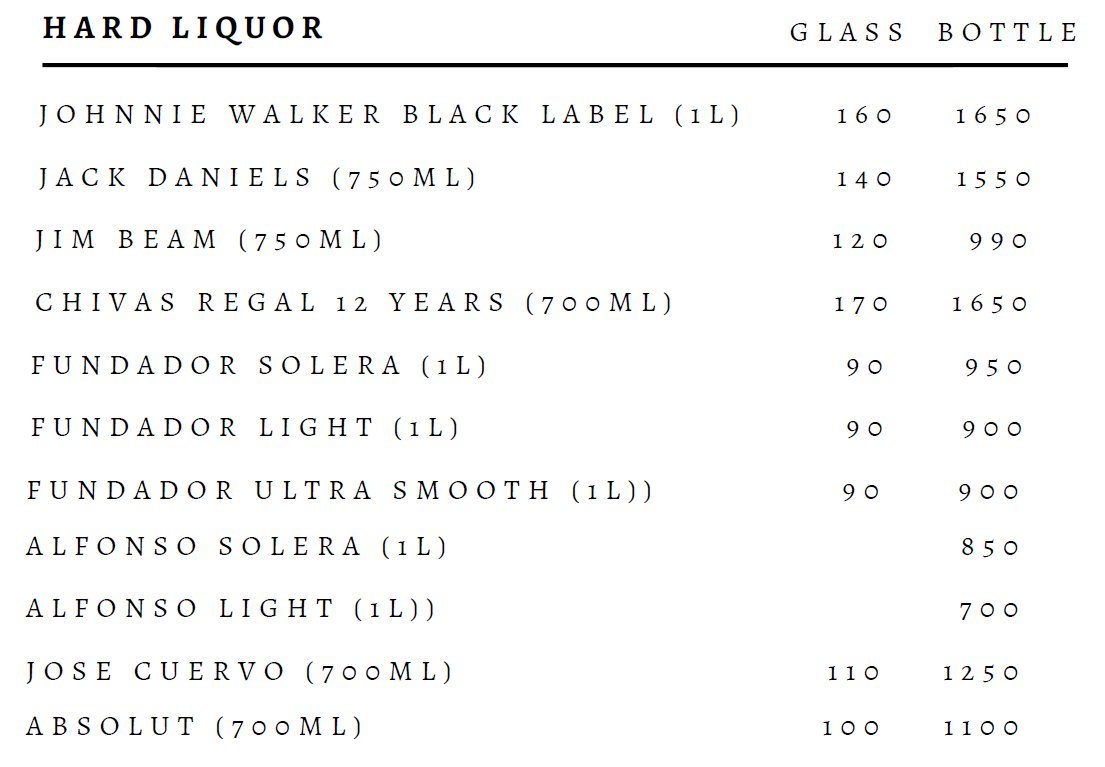 HARD LIQUOR GLASS BOTTLE
JOHNNIE WALKER BLACK LABEL (1L) 160 1650
JACK DANIELS (750ML) 140 1550
JIM BEAM (750ML) 120 990
CHIVAS REGAL 12 YEARS (700ML) 170 1650
FUNDADOR SOLERA (1L) 90 950
FUNDADOR LIGHT (1L) 90 900
FUNDADOR ULTRA SMOOTH (1L)) 90 900
ALFONSO SOLERA (1L) 850
ALFONSO LIGHT (1L)) 700
JOSE CUERVO (700ML) 110 1250
ABSOLUT (700ML) 100 1100